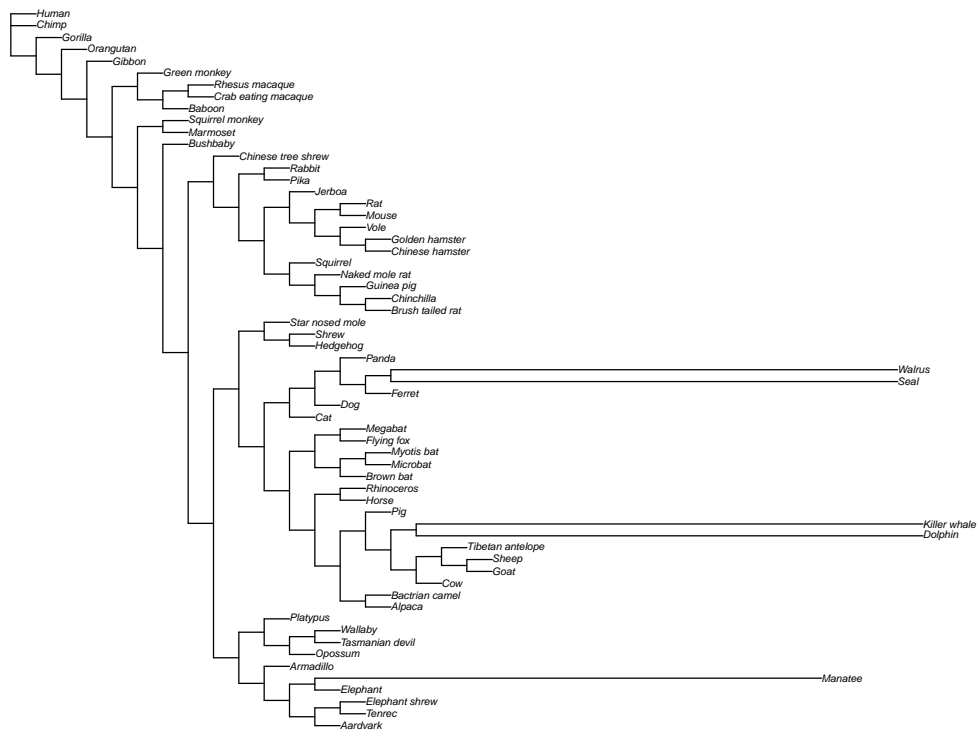 Human
Chimp
Gorilla
Orangutan
Gibbon
Green monkey
Rhesus macaque
Crab eating macaque
Baboon
Squirrel monkey
Marmoset
Bushbaby
Chinese tree shrew
Rabbit
Pika
Jerboa
Rat
Mouse
Vole
Golden hamster
Chinese hamster
Squirrel
Naked mole rat
Guinea pig
Chinchilla
Brush tailed rat
Star nosed mole
Shrew
Hedgehog
Panda
Walrus
Seal
Ferret
Dog
Cat
Megabat
Flying fox
Myotis bat
Microbat
Brown bat
Rhinoceros
Horse
Pig
Killer whale
Dolphin
Tibetan antelope
Sheep
Goat
Cow
Bactrian camel
Alpaca
Platypus
Wallaby
Tasmanian devil
Opossum
Armadillo
Manatee
Elephant
Elephant shrew
Tenrec
Aardvark